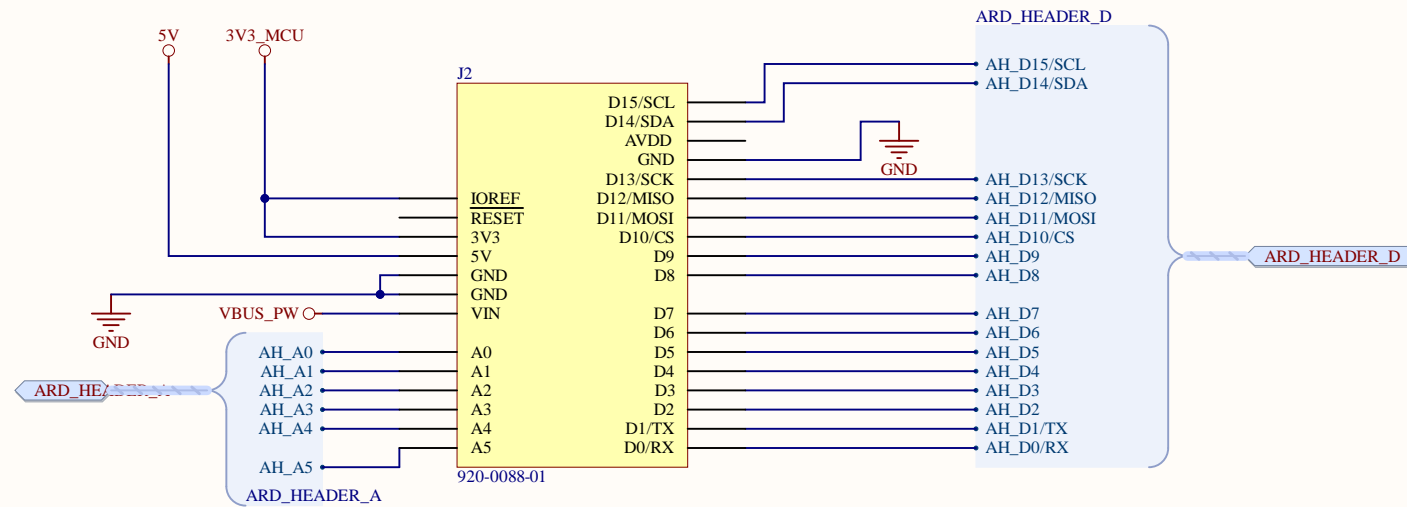 ARD_HEADER_D
5V
3V3_MCU
J2
D15/SCL
AH_D15/SCL
D14/SDA
AH_D14/SDA
AVDD
GND
GND
D13/SCK
AH_D13/SCK
IOREF
D12/MISO
AH_D12/MISO
RESET
D11/MOSI
AH_D11/MOSI
3V3
D10/CS
AH_D10/CS
5V
D9
AH_D9
ARD_HEADER_D
GND
D8
AH_D8
GND
VBUS_PW
VIN
D7
AH_D7
GND
D6
AH_D6
AH_A0
A0
D5
AH_D5
AH_A1
A1
D4
AH_D4
ARD_HEADER_A
AH_A2
A2
D3
AH_D3
AH_A3
A3
D2
AH_D2
AH_A4
A4
D1/TX
AH_D1/TX
A5
D0/RX
AH_D0/RX
AH_A5
920-0088-01
ARD_HEADER_A